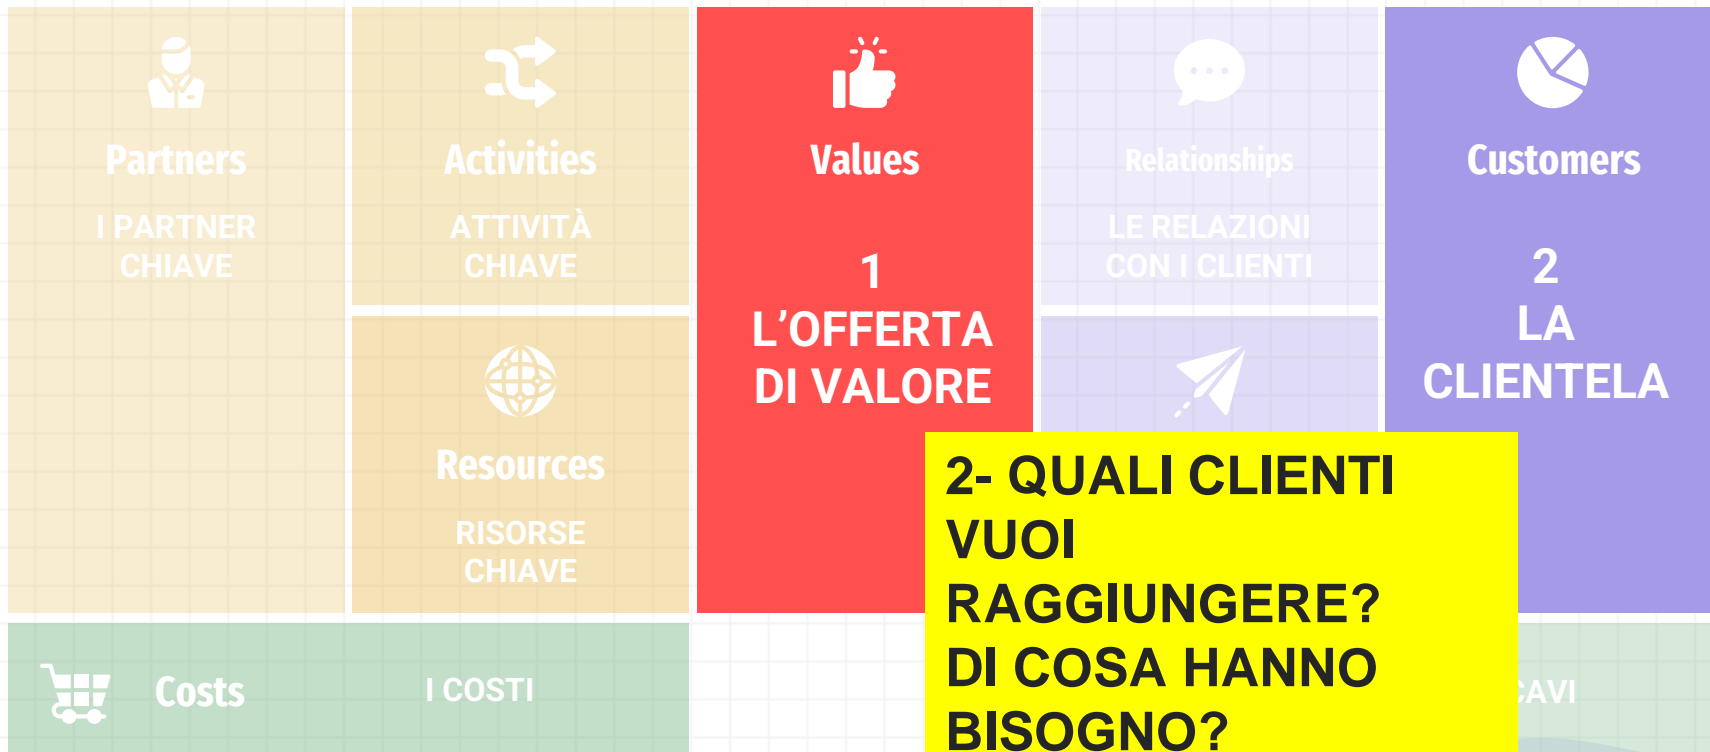 Partners
I PARTNER
CHIAVE
Activities
ATTIVITÀ
CHIAVE
Resources
RISORSE
CHIAVE
Values
1
L’OFFERTA
DI VALORE
Relationships
LE RELAZIONI
CON I CLIENTI
Customers
2
LA
CLIENTELA
2- QUALI CLIENTI
VUOI
RAGGIUNGERE?
DI COSA HANNO
BISOGNO?
Costs
I COSTI